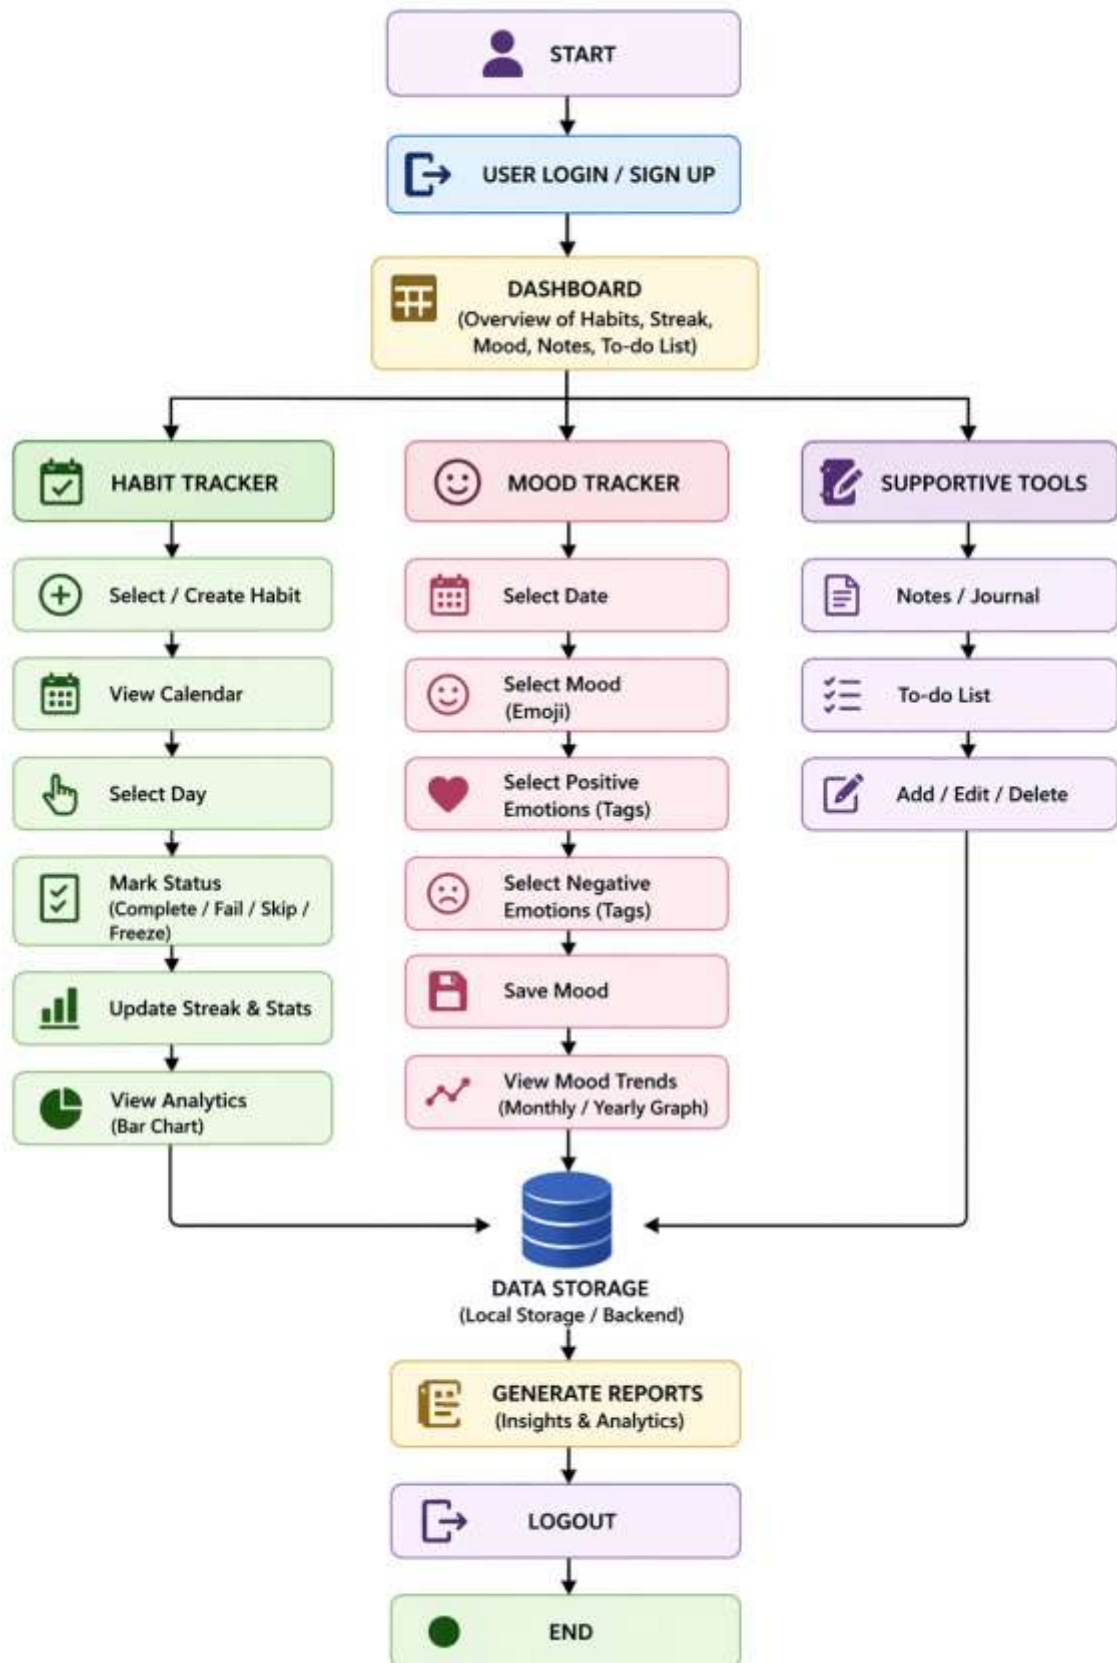 START
USER LOGIN / SIGN UP
DASHBOARD
(Overview of Habits, Streak,
Mood, Notes, To-do List)
HABIT TRACKER
Select / Create Habit
View Calendar
Select Day
Mark Status
(Complete / Fail / Skip /
Freeze)
Update Streak & Stats
View Analytics
(Bar Chart)
MOOD TRACKER
Select Date
Select Mood
(Emoji)
Select Positive
Emotions (Tags)
Select Negative
Emotions (Tags)
Save Mood
View Mood Trends
(Monthly / Yearly Graph)
SUPPORTIVE TOOLS
Notes / Journal
To-do List
Add / Edit / Delete
DATA STORAGE
(Local Storage / Backend)
GENERATE REPORTS
(Insights & Analytics)
LOGOUT
END